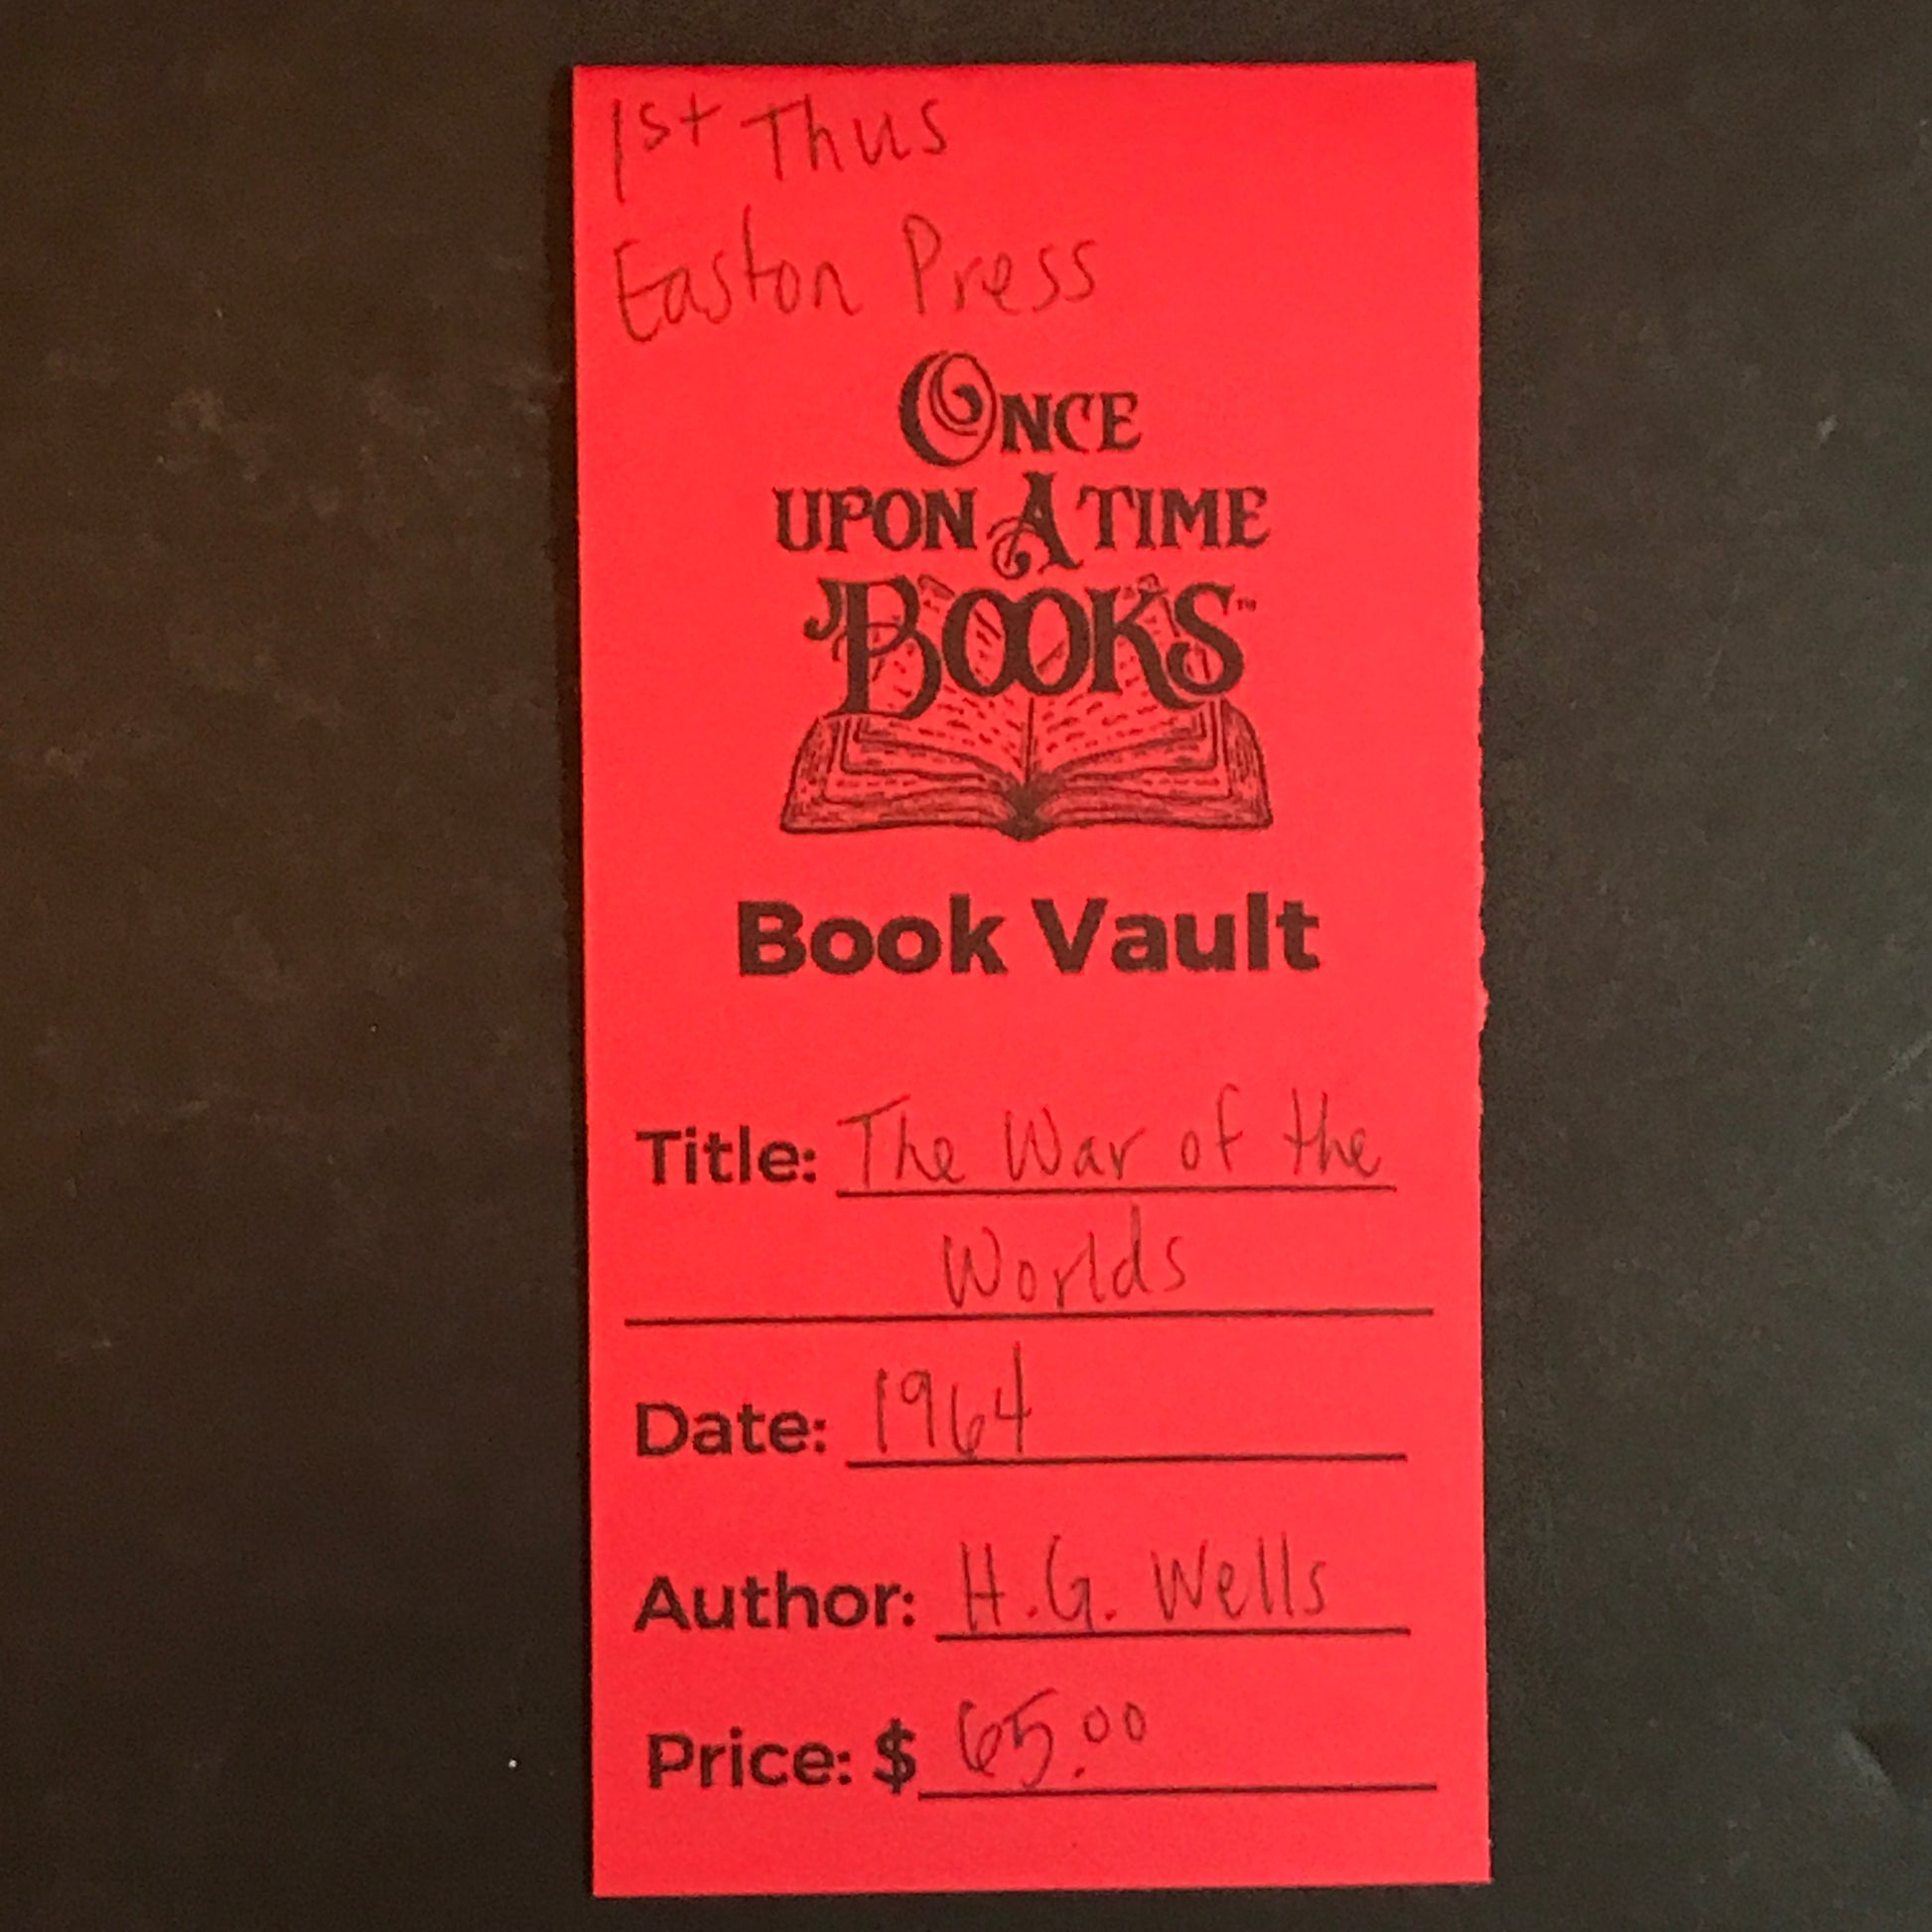 1st Thus
Easton Press
ONCE
UPON A TIME
BOOKS™
Book Vault
Title: The War of the
Worlds
Date: 1964
Author: H.G. Wells
Price: $ 65.00